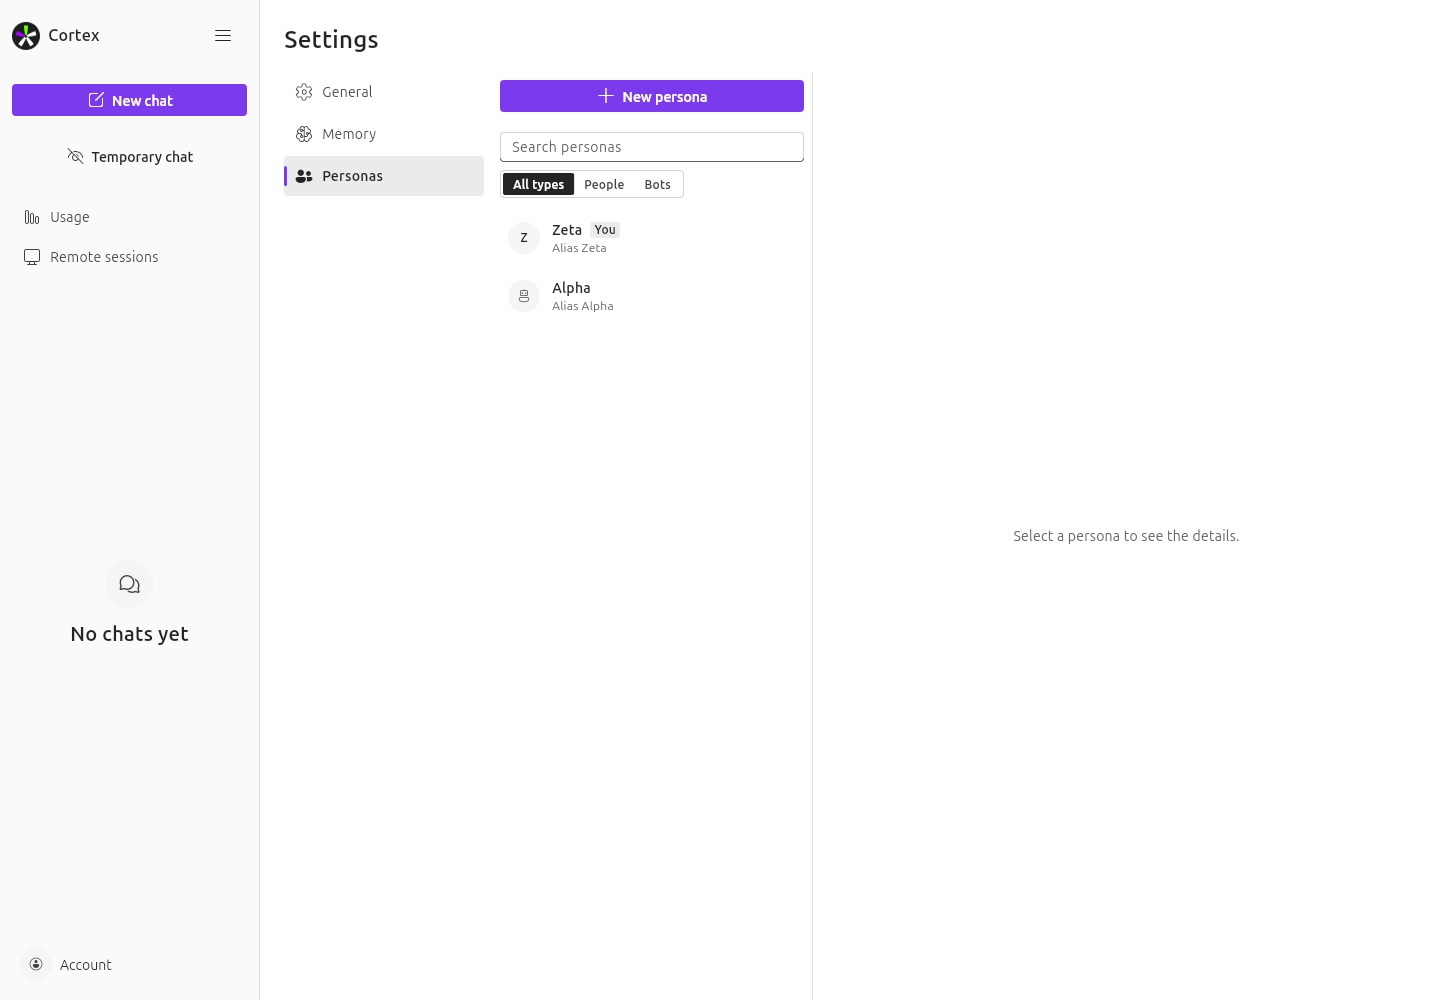 Cortex
New chat
Temporary chat
Usage
Remote sessions
No chats yet
Account
Settings
General
Memory
Personas
New persona
Search personas
All types People Bots
Z
Zeta You
Alias Zeta
Alpha
Alias Alpha
Select a persona to see the details.